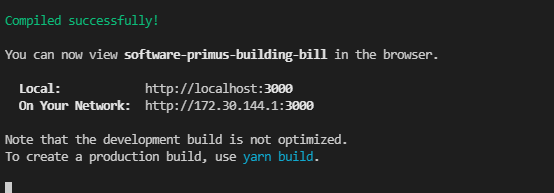 Compiled successfully!
You can now view software-primus-building-bill in the browser.
Local: http://localhost:3000
On Your Network: http://172.30.144.1:3000
Note that the development build is not optimized.
To create a production build, use yarn build.